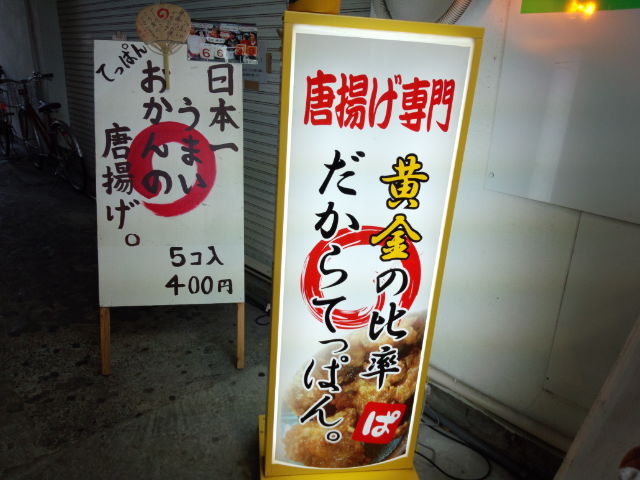 てっぱん
日本一
うまい
おかんの
唐揚げ。
5コ入
400円
唐揚げ専門
黄金の比率
だからてっぱん。
ぱ